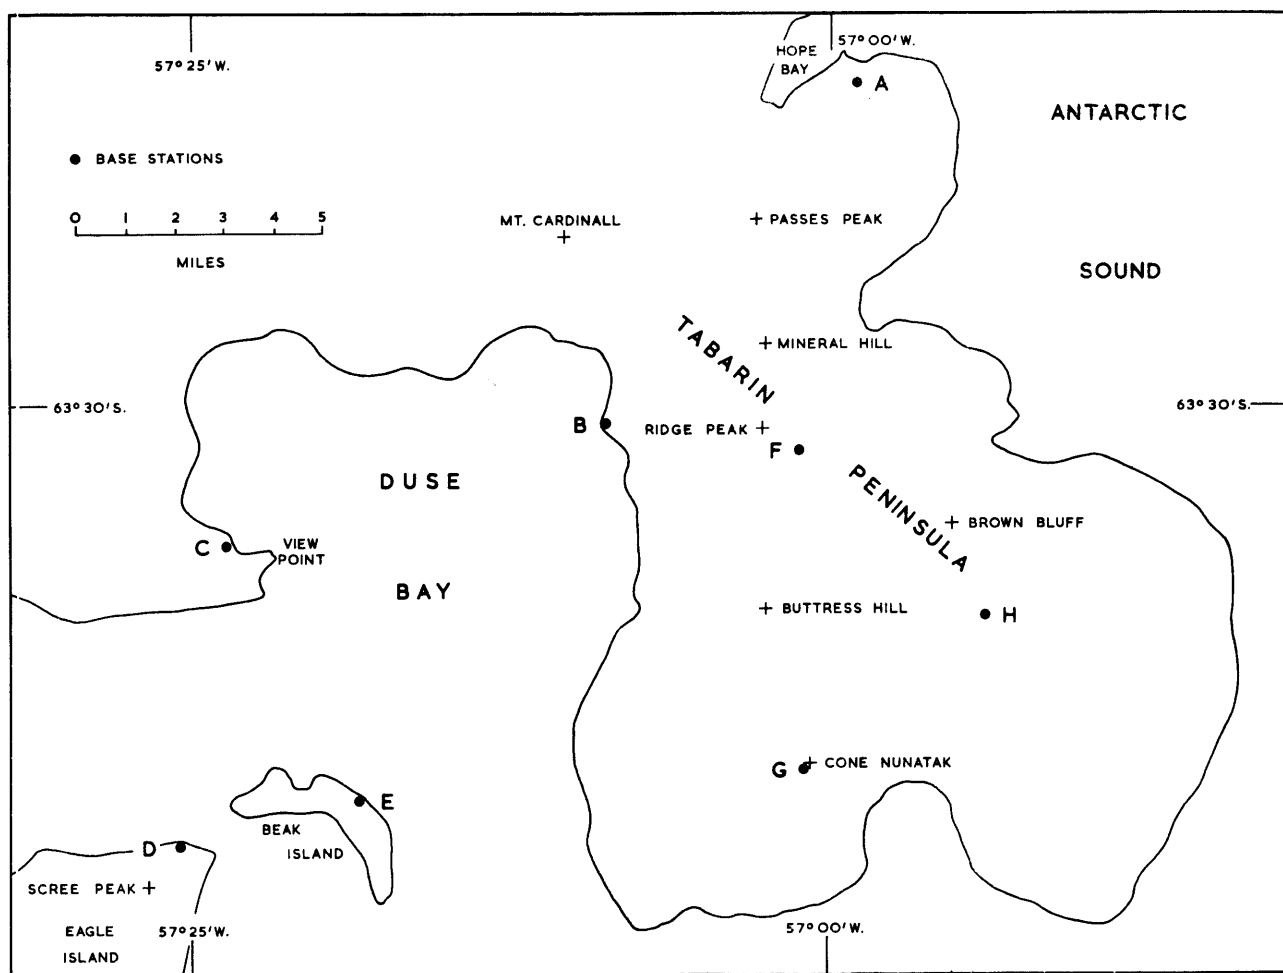 HOPE
BAY
57° 00' W.
57° 25' W.
A
ANTARCTIC
BASE STATIONS
0 1 2 3 4 5
MILES
MT. CARDINALL
PASSES PEAK
SOUND
TABARIN
MINERAL HILL
63° 30' S.
63° 30' S.
B
RIDGE PEAK
F
DUSE
PENINSULA
BROWN BLUFF
C
VIEW
POINT
BAY
BUTTRESS HILL
H
G
CONE NUNATAK
E
BEAK
ISLAND
D
SCREE PEAK
EAGLE
ISLAND
57° 25' W.
57° 00' W.